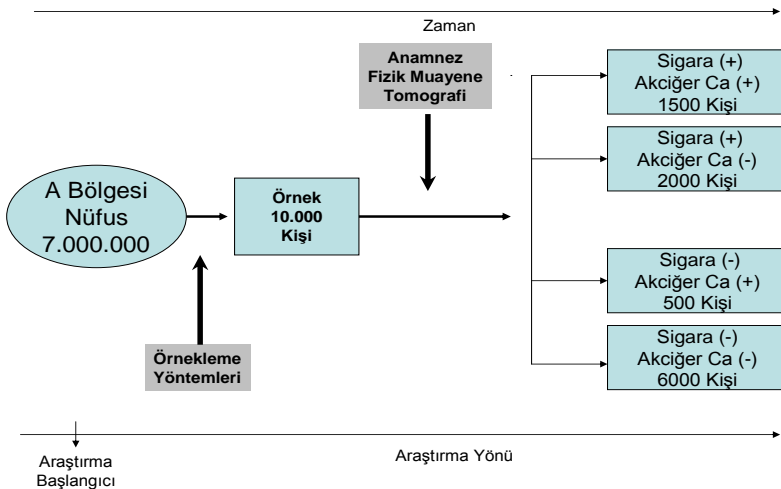 Zaman
Anamnez
Fizik Muayene
Tomografi
Sigara (+)
Akciğer Ca (+)
1500 Kişi
Sigara (+)
Akciğer Ca (-)
2000 Kişi
A Bölgesi
Nüfus
7.000.000
Örnek
10.000
Kişi
Sigara (-)
Akciğer Ca (+)
500 Kişi
Örnekleme
Yöntemleri
Sigara (-)
Akciğer Ca (-)
6000 Kişi
Araştırma
Başlangıcı
Araştırma Yönü